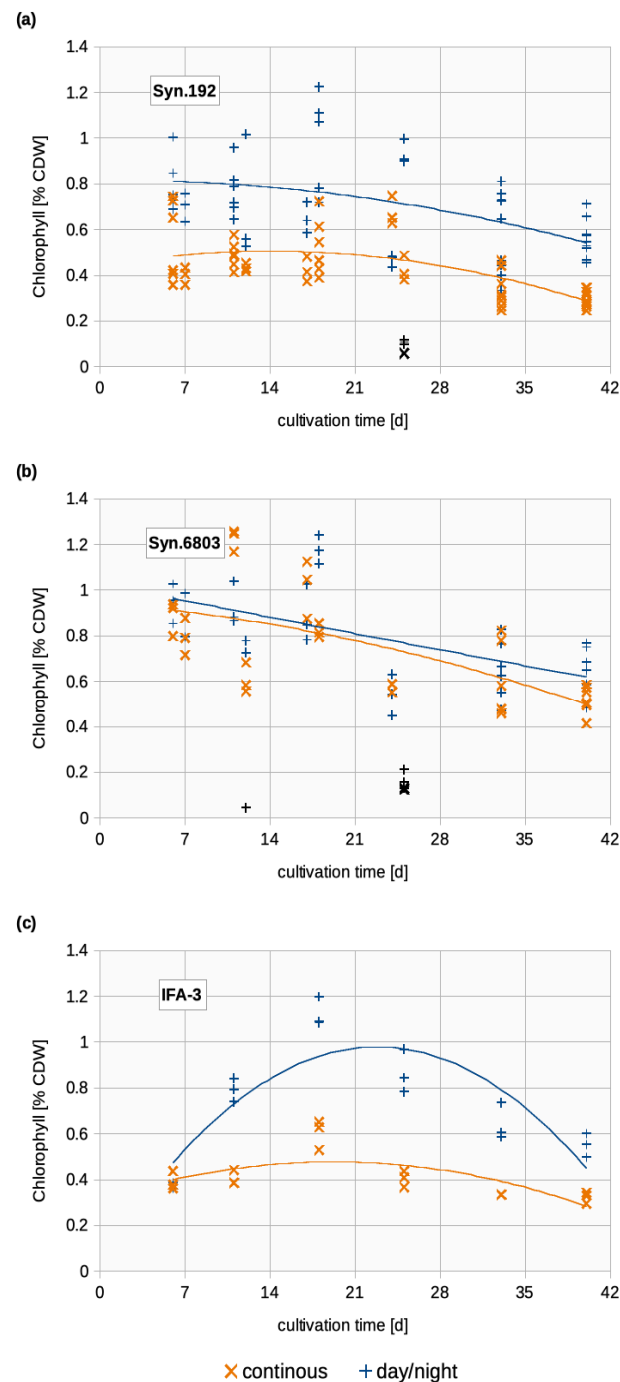 (a)
1.4
Syn.192
1.2
1
0.8
0.6
0.4
0.2
0
Chlorophyll [% CDW]
0 7 14 21 28 35 42
cultivation time [d]
(b)
1.4
Syn.6803
1.2
1
0.8
0.6
0.4
0.2
0
Chlorophyll [% CDW]
0 7 14 21 28 35 42
cultivation time [d]
(c)
1.4
IFA-3
1.2
1
0.8
0.6
0.4
0.2
0
Chlorophyll [% CDW]
0 7 14 21 28 35 42
cultivation time [d]
continous day/night